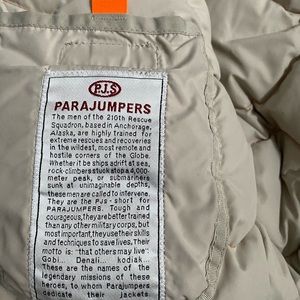 P.J.S
PARAJUMPERS
The men of the 210th Rescue
Squadron, based in Anchorage,
Alaska, are highly trained for
extreme rescues and recoveries
in the wildest, most remote and
hostile corners of the Globe.
Whether it be ships adrift at sea,
rock-climbers stuck atop a 4,000-
meter peak, or submariners
sunk at unimaginable depths,
these men are called to intervene.
They are the PJs - short for
PARAJUMPERS. Tough and
courageous, they are better trained
than any other military corps, but
most important, they use their skills
and techniques to save lives. Their
motto is: "that others may live".
Gobi... Denali... kodiak...
These are the names of the
legendary missions of these
heroes, to whom Parajumpers
dedicate their jackets.